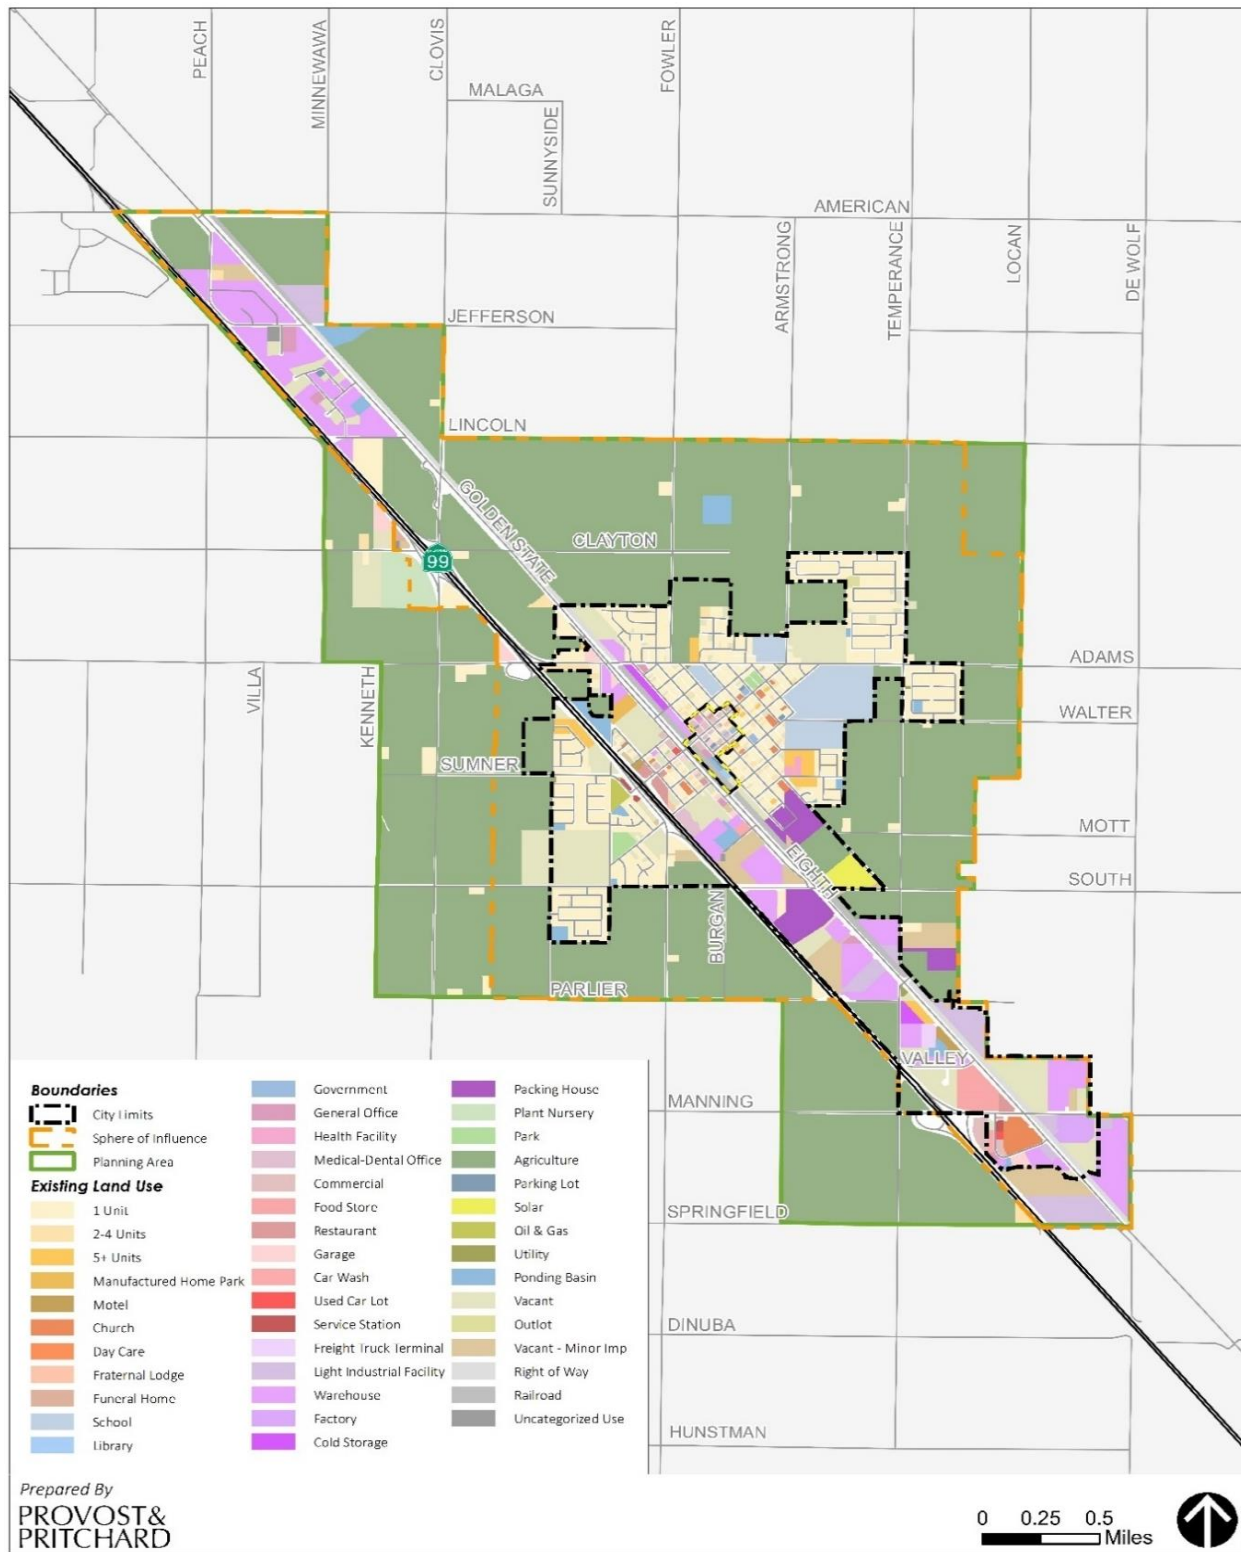 PEACH
MINNEWAWA
CLOVIS
FOWLER
MALAGA
SUNNYSIDE
AMERICAN
ARMSTRONG
TEMPERANCE
LOCAN
DE WOLF
JEFFERSON
LINCOLN
GOLDEN STATE
CLAYTON
99
ADAMS
VILLA
KENNETH
WALTER
SUMNER
MOTT
EIGHTH
SOUTH
BURGAN
PARLIER
VALLEY
MANNING
SPRINGFIELD
DINUBA
HUNSTMAN
Boundaries
City Limits
Sphere of Influence
Planning Area
Existing Land Use
1 Unit
2-4 Units
5+ Units
Manufactured Home Park
Motel
Church
Day Care
Fraternal Lodge
Funeral Home
School
Library
Government
General Office
Health Facility
Medical-Dental Office
Commercial
Food Store
Restaurant
Garage
Car Wash
Used Car Lot
Service Station
Freight Truck Terminal
Light Industrial Facility
Warehouse
Factory
Cold Storage
Packing House
Plant Nursery
Park
Agriculture
Parking Lot
Solar
Oil & Gas
Utility
Ponding Basin
Vacant
Outlot
Vacant - Minor Imp
Right of Way
Railroad
Uncategorized Use
Prepared By
PROVOST&
PRITCHARD
0 0.25 0.5
Miles